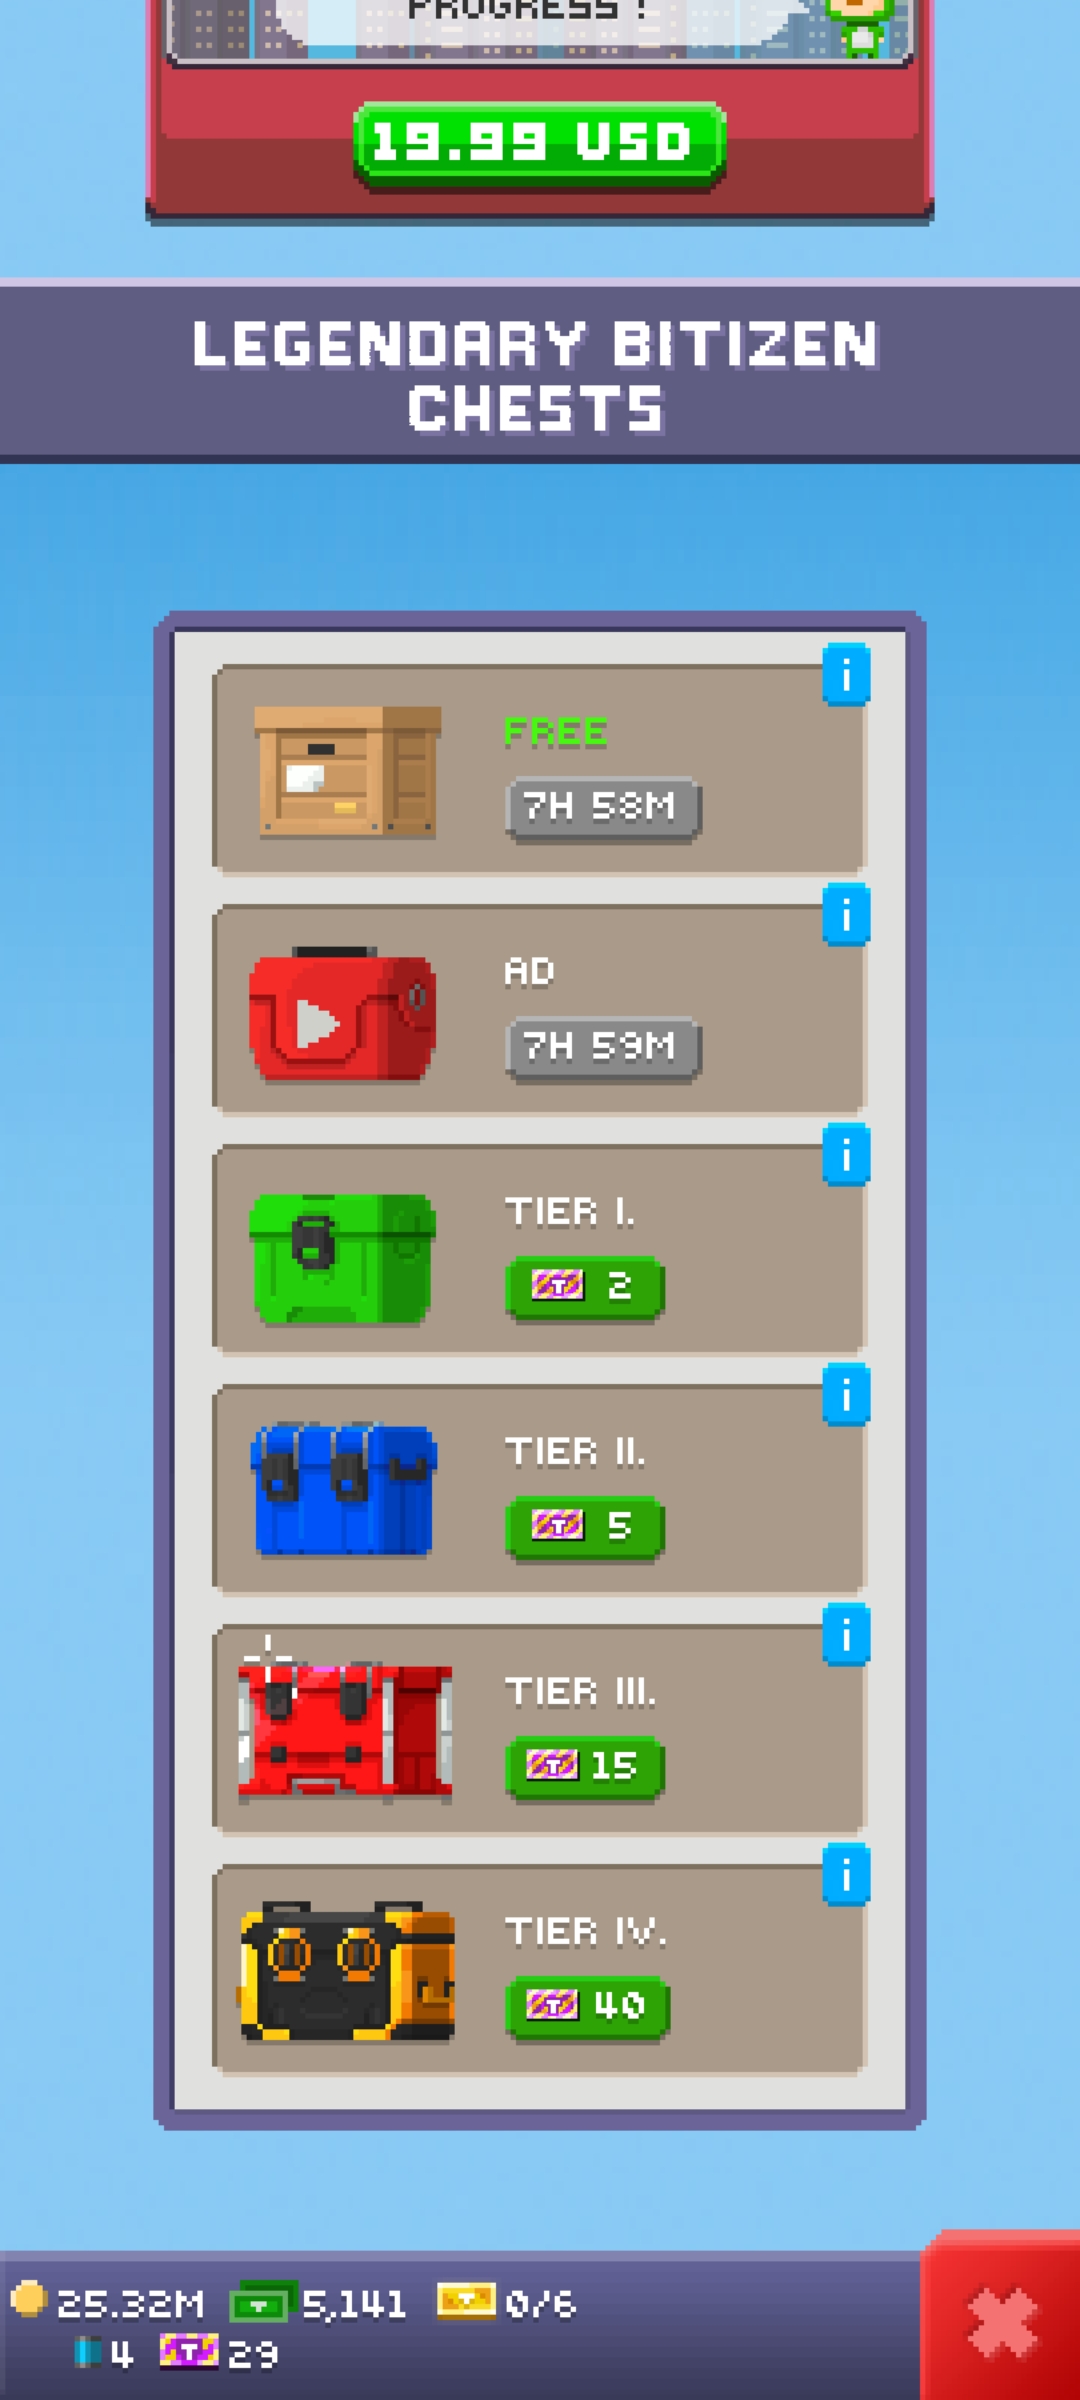 PROGRESS!
19.99 USD
LEGENDARY BITIZEN
CHESTS
i
FREE
7H 58M
i
AD
7H 59M
i
TIER I.
T 2
i
TIER II.
T 5
i
TIER III.
T 15
i
TIER IV.
T 40
25.32M 5,141 0/6
4 T 29